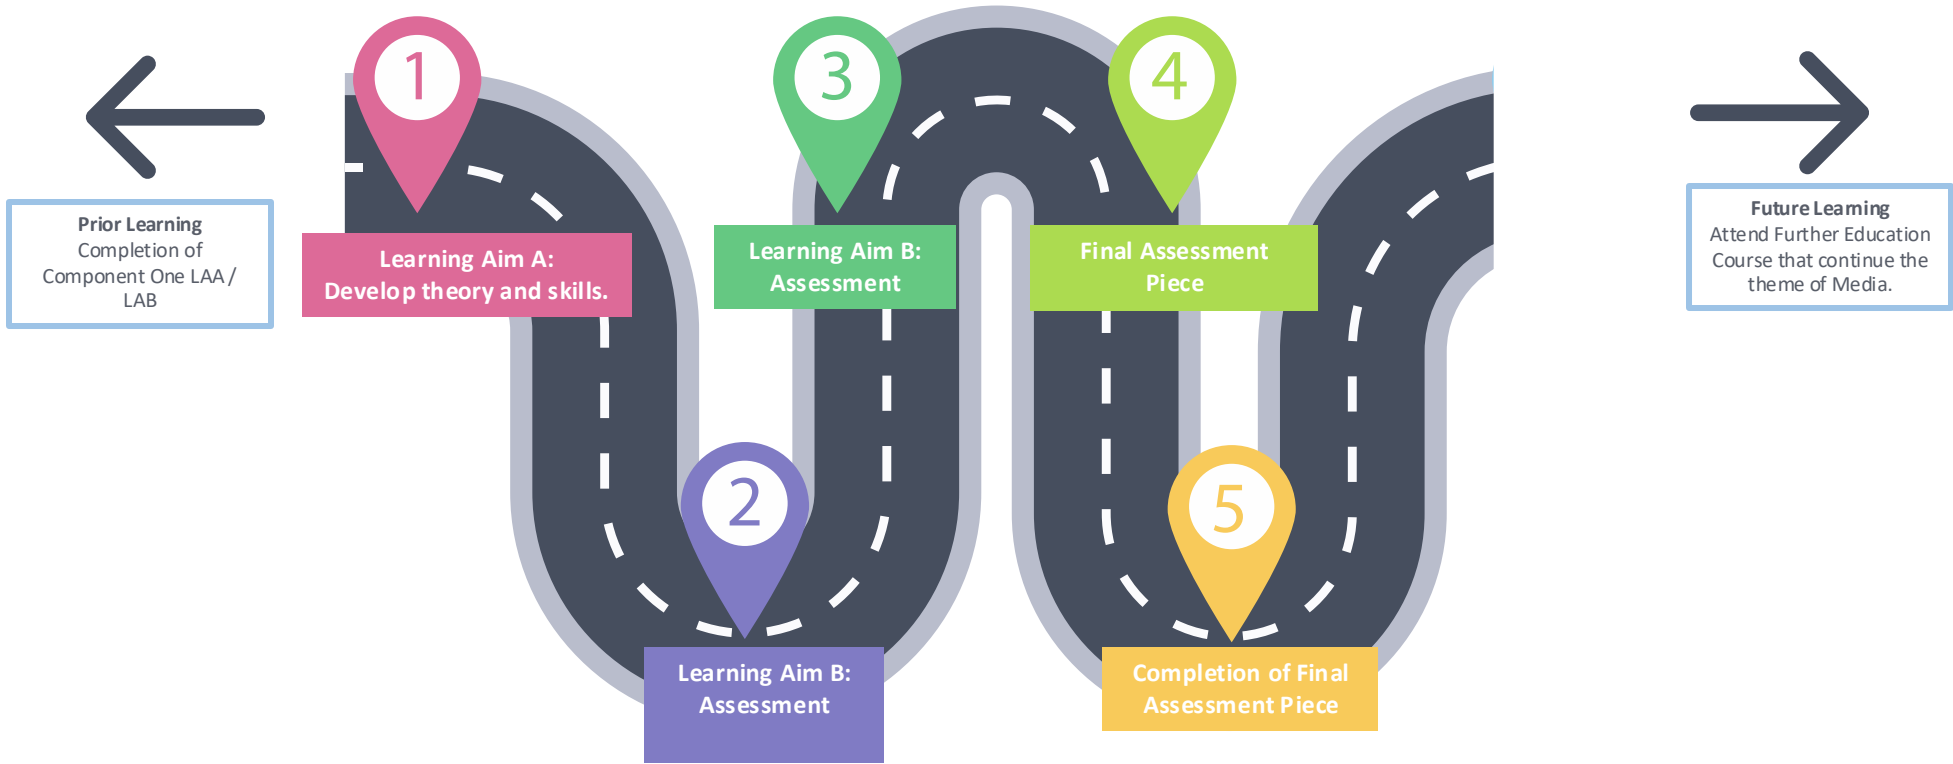 Prior Learning
Completion of
Component One LAA /
LAB
1
Learning Aim A:
Develop theory and skills.
2
Learning Aim B:
Assessment
3
Learning Aim B:
Assessment
4
Final Assessment
Piece
5
Completion of Final
Assessment Piece
Future Learning
Attend Further Education
Course that continue the
theme of Media.